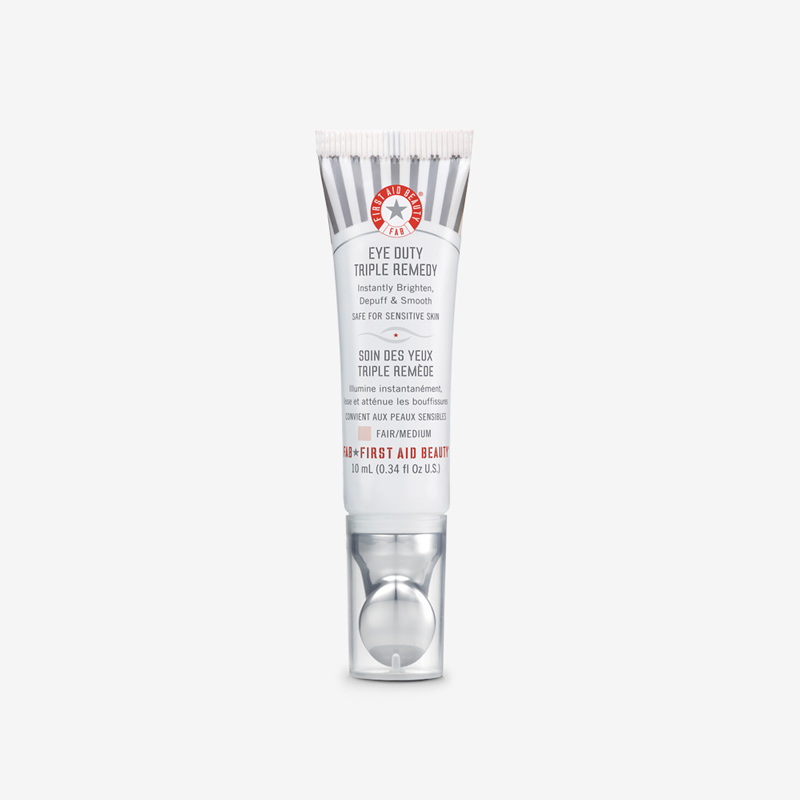 FIRST AID BEAUTY
FAB
®
EYE DUTY
TRIPLE REMEDY
Instantly Brighten,
Depuff & Smooth
SAFE FOR SENSITIVE SKIN
SOIN DES YEUX
TRIPLE REMÈDE
Illumine instantanément,
et atténue les bouffissures
CONVIENT AUX PEAUX SENSIBLES
FAIR/MEDIUM
FAB★FIRST AID BEAUTY
10 mL (0.34 fl Oz U.S.)